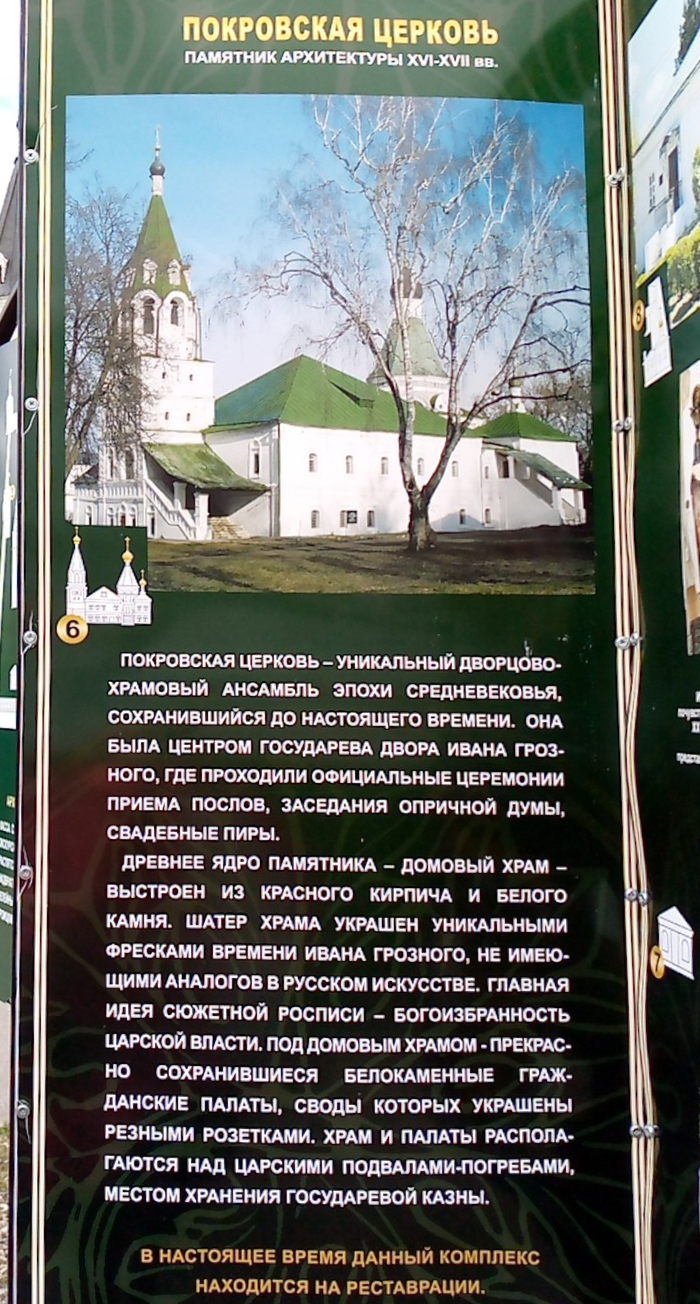 ПОКРОВСКАЯ ЦЕРКОВЬ
ПАМЯТНИК АРХИТЕКТУРЫ XVI-XVII вв.
6
ПОКРОВСКАЯ ЦЕРКОВЬ – УНИКАЛЬНЫЙ ДВОРЦОВО-
ХРАМОВЫЙ АНСАМБЛЬ ЭПОХИ СРЕДНЕВЕКОВЬЯ,
СОХРАНИВШИЙСЯ ДО НАСТОЯЩЕГО ВРЕМЕНИ. ОНА
БЫЛА ЦЕНТРОМ ГОСУДАРЕВА ДВОРА ИВАНА ГРОЗ-
НОГО, ГДЕ ПРОХОДИЛИ ОФИЦИАЛЬНЫЕ ЦЕРЕМОНИИ
ПРИЕМА ПОСЛОВ, ЗАСЕДАНИЯ ОПРИЧНОЙ ДУМЫ,
СВАДЕБНЫЕ ПИРЫ.
ДРЕВНЕЕ ЯДРО ПАМЯТНИКА – ДОМОВЫЙ ХРАМ –
ВЫСТРОЕН ИЗ КРАСНОГО КИРПИЧА И БЕЛОГО
КАМНЯ. ШАТЕР ХРАМА УКРАШЕН УНИКАЛЬНЫМИ
ФРЕСКАМИ ВРЕМЕНИ ИВАНА ГРОЗНОГО, НЕ ИМЕЮ-
ЩИМИ АНАЛОГОВ В РУССКОМ ИСКУССТВЕ. ГЛАВНАЯ
ИДЕЯ СЮЖЕТНОЙ РОСПИСИ – БОГОИЗБРАННОСТЬ
ЦАРСКОЙ ВЛАСТИ. ПОД ДОМОВЫМ ХРАМОМ - ПРЕКРАС-
НО СОХРАНИВШИЕСЯ БЕЛОКАМЕННЫЕ ГРАЖ-
ДАНСКИЕ ПАЛАТЫ, СВОДЫ КОТОРЫХ УКРАШЕНЫ
РЕЗНЫМИ РОЗЕТКАМИ. ХРАМ И ПАЛАТЫ РАСПОЛА-
ГАЮТСЯ НАД ЦАРСКИМИ ПОДВАЛАМИ-ПОГРЕБАМИ,
МЕСТОМ ХРАНЕНИЯ ГОСУДАРЕВОЙ КАЗНЫ.
В НАСТОЯЩЕЕ ВРЕМЯ ДАННЫЙ КОМПЛЕКС
НАХОДИТСЯ НА РЕСТАВРАЦИИ.
7